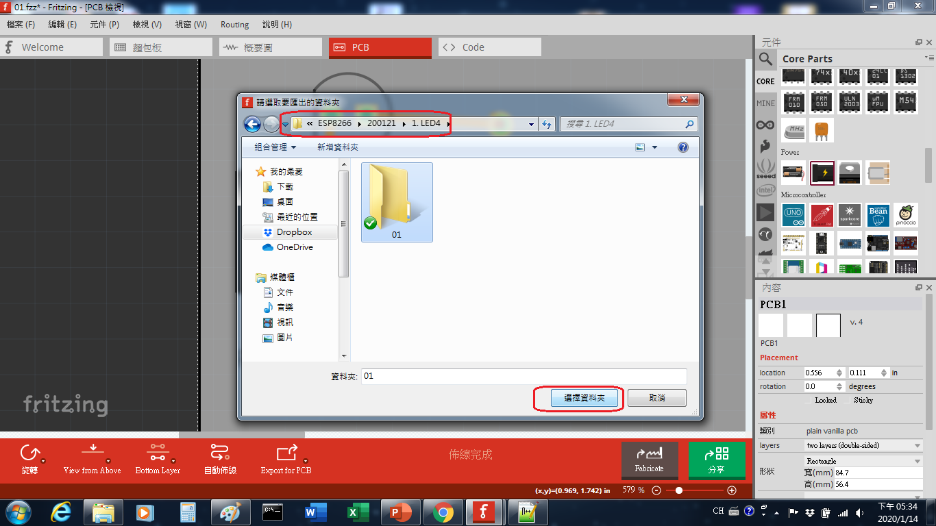 01.fzz* - Fritzing - [PCB 檢視]
檔案 (F) 編輯 (E) 元件 (P) 檢視 (V) 視窗 (W) Routing 說明 (H)
Welcome 麵包板 概要圖 PCB Code
元件
Core Parts
CORE
MINE
Power
Microcontroller
請選取要匯出的資料夾
« ESP8266 ▸ 200121 ▸ 1. LED4 ▸
搜尋 1. LED4
組合管理 新增資料夾
我的最愛
下載
桌面
最近的位置
Dropbox
OneDrive
媒體櫃
文件
音樂
視訊
圖片
01
資料夾: 01
選擇資料夾 取消
fritzing
內容
PCB1
v. 4
PCB1
Placement
location 0.556 0.111 in
rotation 0.0 degrees
Locked Sticky
屬性
類別 plain vanilla pcb
layers two layers (double-sided)
形狀 Rectangle
寬(mm) 84.7
高(mm) 56.4
旋轉 View from Above Bottom Layer 自動佈線 Export for PCB
佈線完成
Fabricate 分享
(x,y)=(0.969, 1.742) in 579 %
CH
下午 05:34
2020/1/14